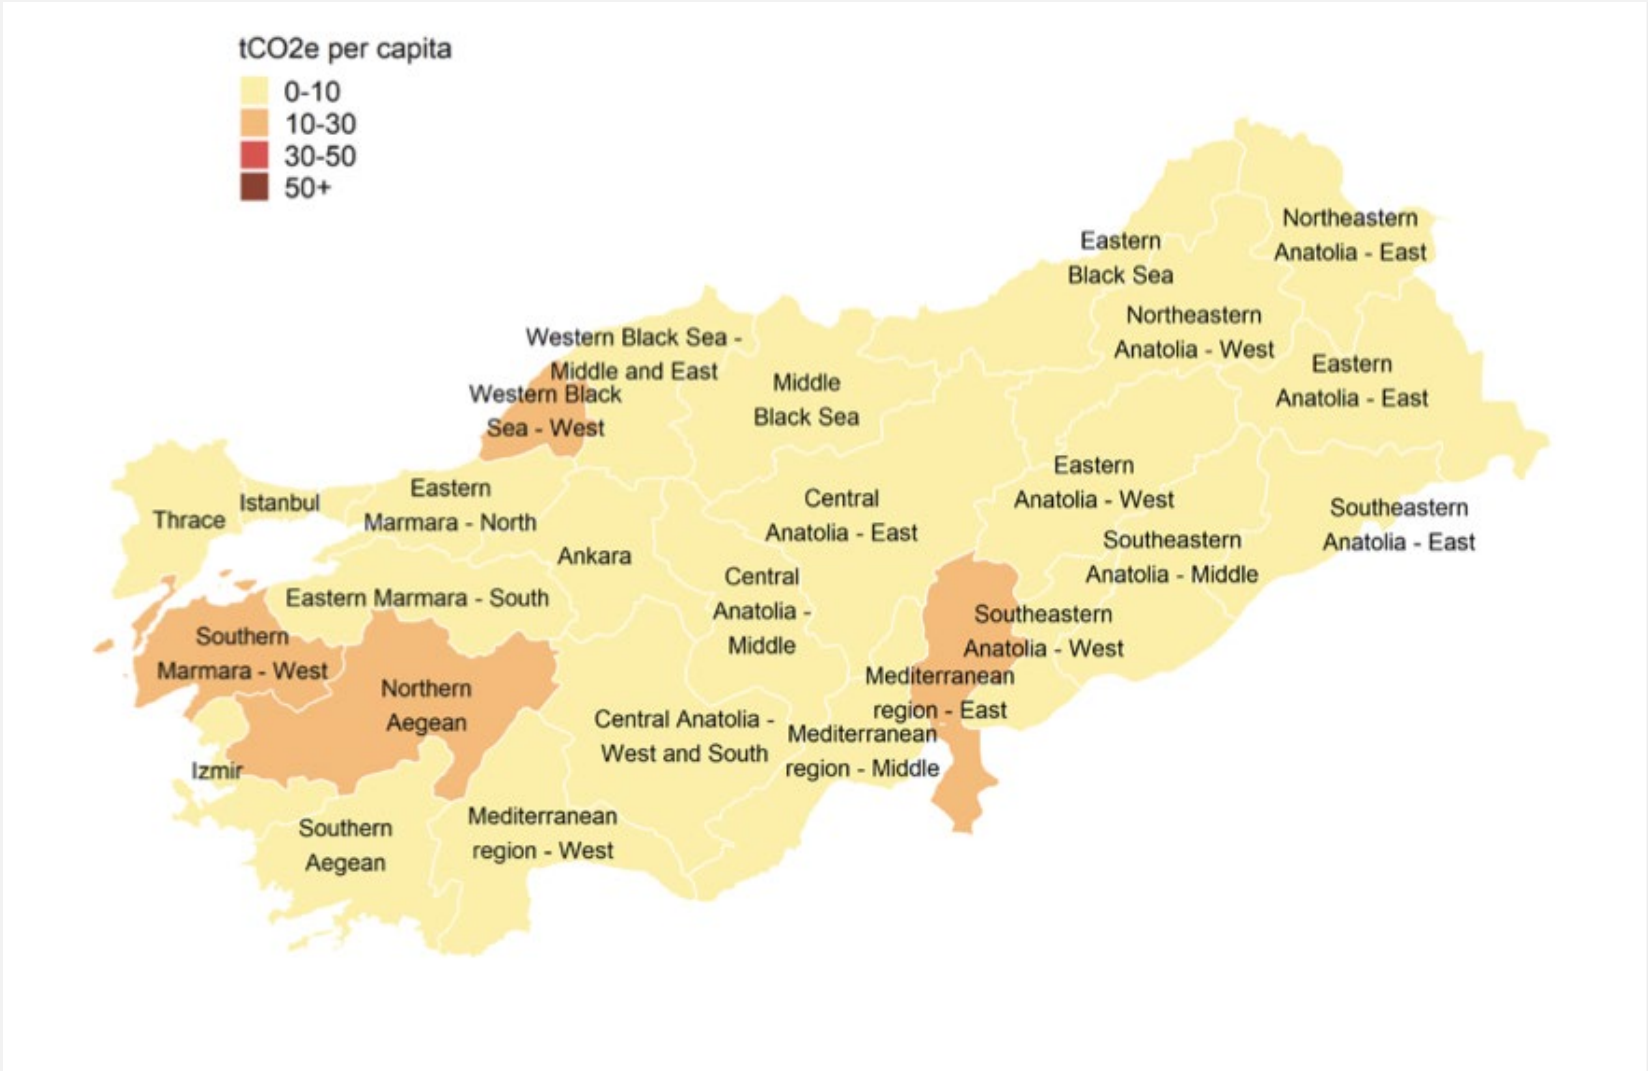 tCO2e per capita
0-10
10-30
30-50
50+
Northeastern
Anatolia - East
Eastern
Black Sea
Northeastern
Anatolia - West
Western Black Sea -
Middle and East
Eastern
Anatolia - East
Middle
Black Sea
Western Black
Sea - West
Eastern
Anatolia - West
Eastern
Marmara - North
Istanbul
Thrace
Central
Anatolia - East
Southeastern
Anatolia - East
Southeastern
Anatolia - Middle
Ankara
Central
Anatolia -
Middle
Eastern Marmara - South
Southeastern
Anatolia - West
Southern
Marmara - West
Mediterranean
region - East
Northern
Aegean
Central Anatolia -
West and South
Mediterranean
region - Middle
Izmir
Mediterranean
region - West
Southern
Aegean